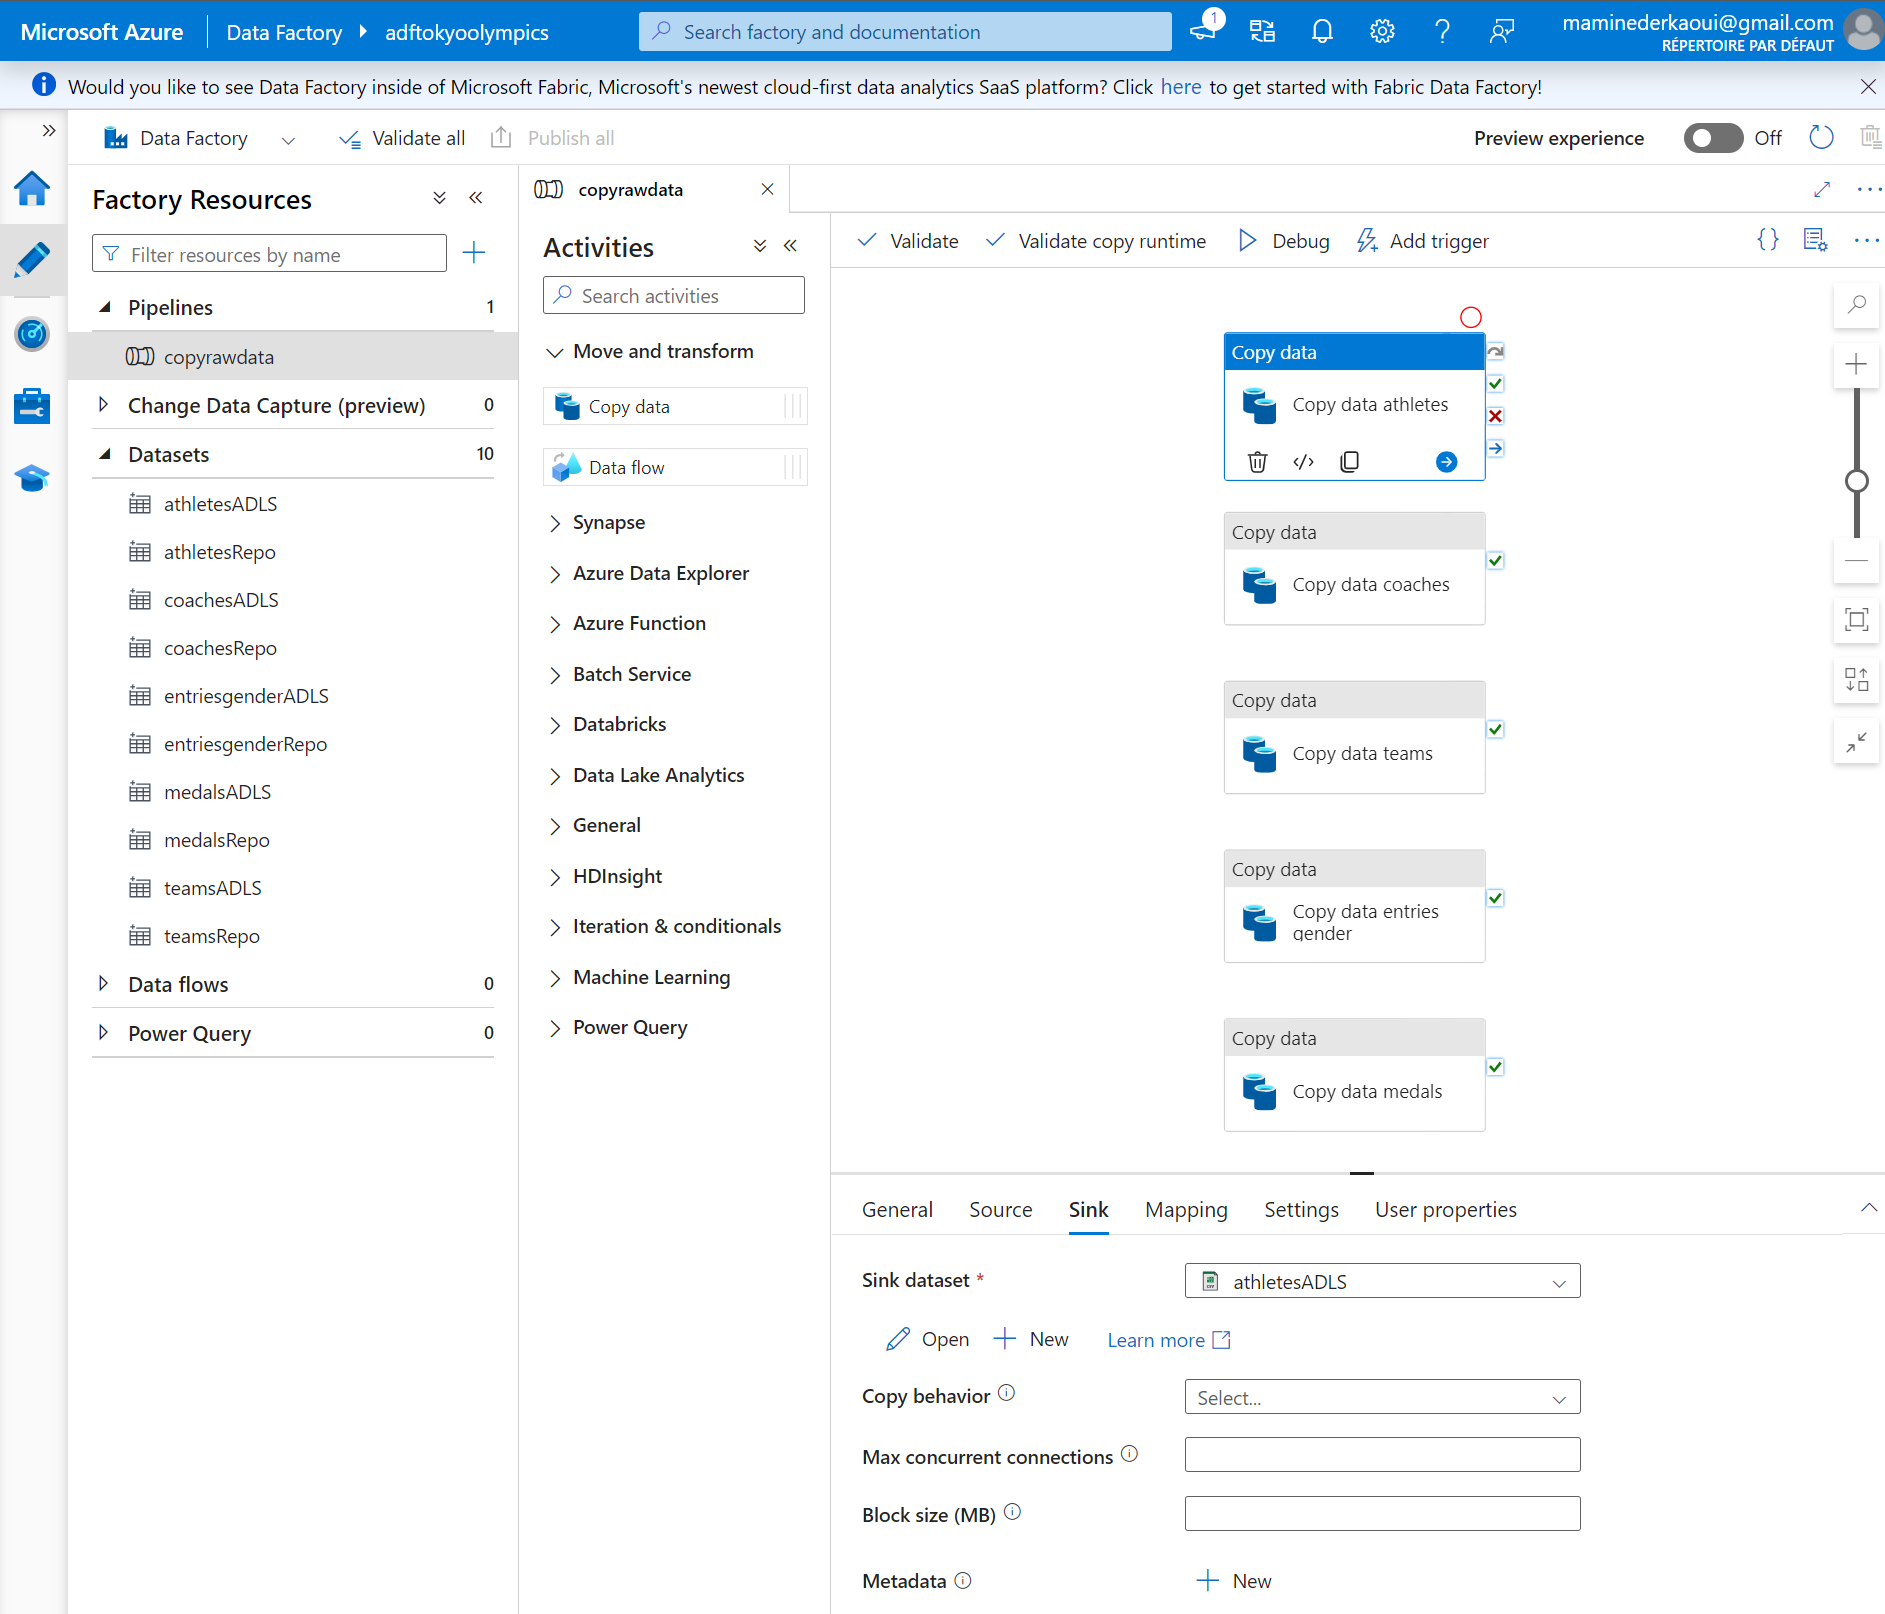 Microsoft Azure
Data Factory
adftokyoolympics
Search factory and documentation
1
maminederkaoui@gmail.com
RÉPERTOIRE PAR DÉFAUT
Would you like to see Data Factory inside of Microsoft Fabric, Microsoft's newest cloud-first data analytics SaaS platform? Click here to get started with Fabric Data Factory!
Data Factory
Validate all
Publish all
Preview experience
Off
Factory Resources
Filter resources by name
Pipelines 1
copyrawdata
Change Data Capture (preview) 0
Datasets 10
athletesADLS
athletesRepo
coachesADLS
coachesRepo
entriesgenderADLS
entriesgenderRepo
medalsADLS
medalsRepo
teamsADLS
teamsRepo
Data flows 0
Power Query 0
copyrawdata
Activities
Search activities
Move and transform
Copy data
Data flow
Synapse
Azure Data Explorer
Azure Function
Batch Service
Databricks
Data Lake Analytics
General
HDInsight
Iteration & conditionals
Machine Learning
Power Query
Validate
Validate copy runtime
Debug
Add trigger
Copy data
Copy data athletes
Copy data
Copy data coaches
Copy data
Copy data teams
Copy data
Copy data entries
gender
Copy data
Copy data medals
General
Source
Sink
Mapping
Settings
User properties
Sink dataset *
athletesADLS
Open
New
Learn more
Copy behavior
Select...
Max concurrent connections
Block size (MB)
Metadata
New